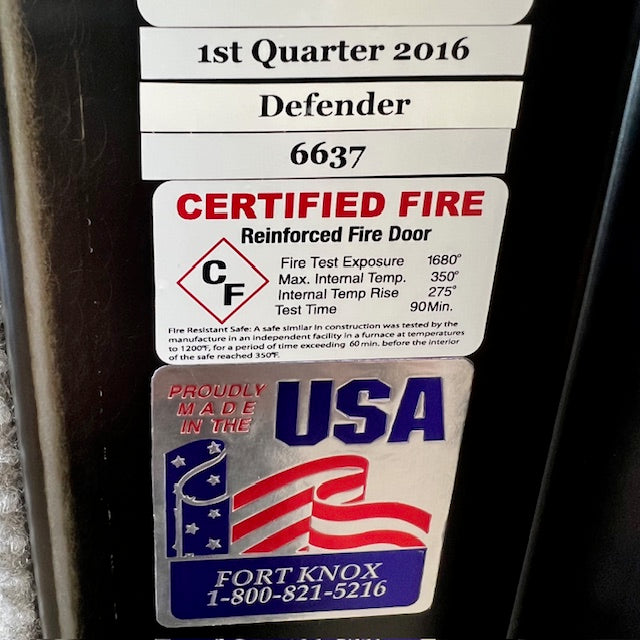 1st Quarter 2016
Defender
6637
CERTIFIED FIRE
Reinforced Fire Door
CF
Fire Test Exposure 1680°
Max. Internal Temp. 350°
Internal Temp Rise 275°
Test Time 90Min.
Fire Resistant Safe: A safe similar in construction was tested by the
manufacture in an independent facility in a furnace at temperatures
to 1200°F, for a period of time exceeding 60 min. before the interior
of the safe reached 350°F.
PROUDLY
MADE
IN THE
USA
FORT KNOX
1-800-821-5216